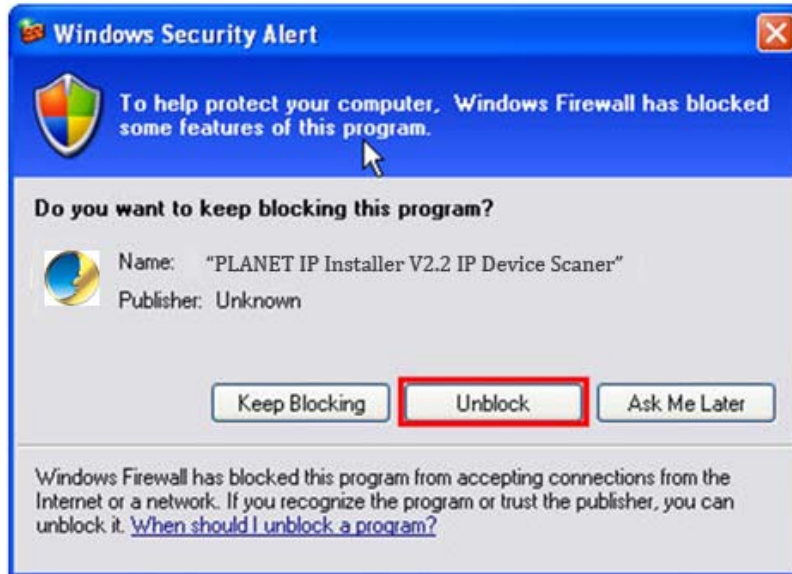 Windows Security Alert
To help protect your computer, Windows Firewall has blocked
some features of this program.
Do you want to keep blocking this program?
Name: "PLANET IP Installer V2.2 IP Device Scaner"
Publisher: Unknown
Keep Blocking Unblock Ask Me Later
Windows Firewall has blocked this program from accepting connections from the
Internet or a network. If you recognize the program or trust the publisher, you can
unblock it. When should I unblock a program?